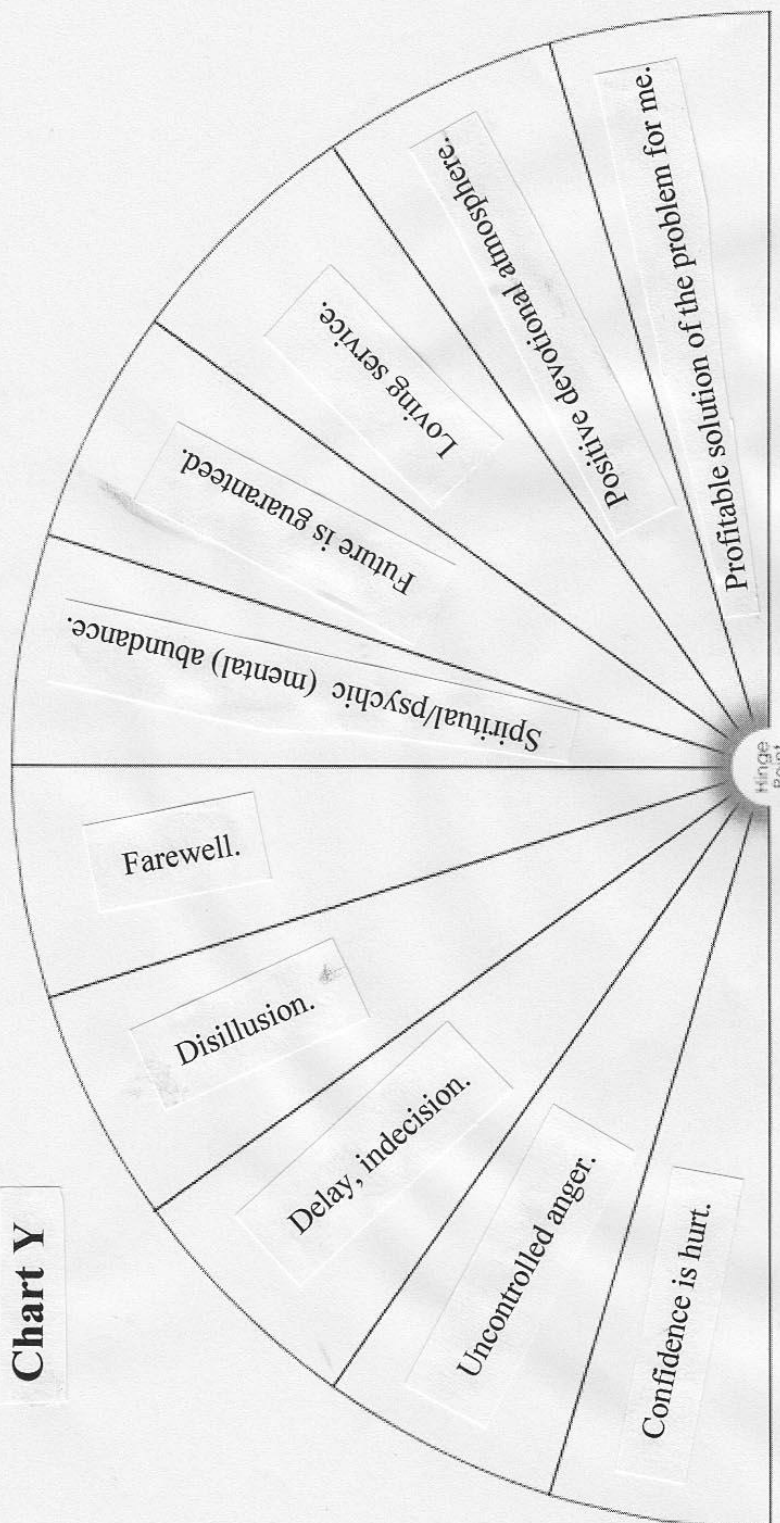 Chart Y
Confidence is hurt.
Uncontrolled anger.
Delay, indecision.
Disillusion.
Farewell.
Spiritual/psychic (mental) abundance.
Future is guaranteed.
Loving service.
Positive devotional atmosphere.
Profitable solution of the problem for me.
Hinge
Point